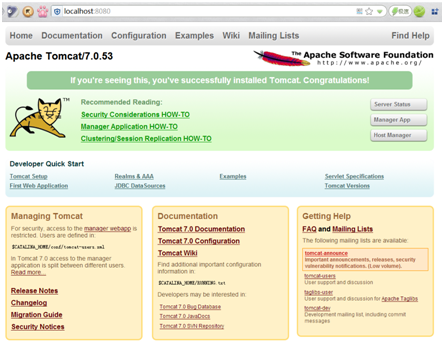 localhost:8080
Home Documentation Configuration Examples Wiki Mailing Lists Find Help
Apache Tomcat/7.0.53
The Apache Software Foundation
http://www.apache.org/
If you're seeing this, you've successfully installed Tomcat. Congratulations!
TM
Recommended Reading:
Security Considerations HOW-TO
Manager Application HOW-TO
Clustering/Session Replication HOW-TO
Server Status
Manager App
Host Manager
Developer Quick Start
Tomcat Setup
First Web Application
Realms & AAA
JDBC DataSources
Examples
Servlet Specifications
Tomcat Versions
Managing Tomcat
For security, access to the manager webapp is
restricted. Users are defined in:
$CATALINA_HOME/conf/tomcat-users.xml
In Tomcat 7.0 access to the manager
application is split between different users.
Read more...
Release Notes
Changelog
Migration Guide
Security Notices
Documentation
Tomcat 7.0 Documentation
Tomcat 7.0 Configuration
Tomcat Wiki
Find additional important configuration
information in:
$CATALINA_HOME/RUNNING.txt
Developers may be interested in:
Tomcat 7.0 Bug Database
Tomcat 7.0 JavaDocs
Tomcat 7.0 SVN Repository
Getting Help
FAQ and Mailing Lists
The following mailing lists are available:
tomcat-announce
Important announcements, releases, security
vulnerability notifications. (Low volume).
tomcat-users
User support and discussion
taglibs-user
User support and discussion for Apache Taglibs
tomcat-dev
Development mailing list, including commit
messages